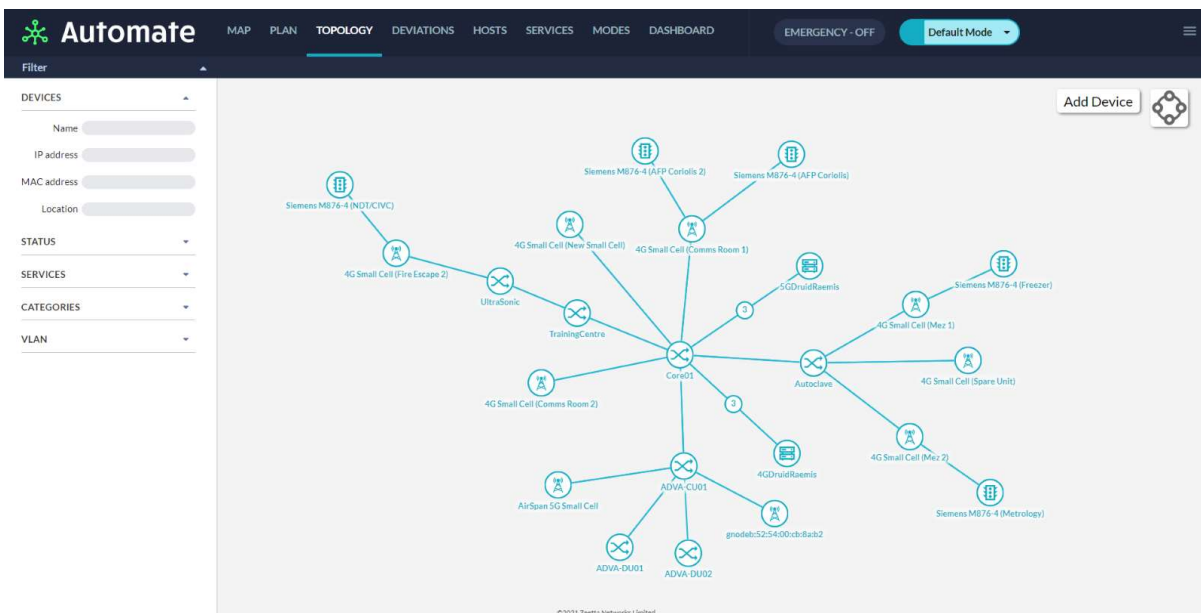 Automate
MAP PLAN TOPOLOGY DEVIATIONS HOSTS SERVICES MODES DASHBOARD
EMERGENCY - OFF
Default Mode
Filter
DEVICES
Name
IP address
MAC address
Location
STATUS
SERVICES
CATEGORIES
VLAN
Add Device
Siemens M876-4 (AFP Coriolis 2)
Siemens M876-4 (AFP Coriolis)
Siemens M876-4 (NDT/CIVC)
4G Small Cell (New Small Cell)
4G Small Cell (Comms Room 1)
4G Small Cell (Fire Escape 2)
5GDruidRaemis
Siemens M876-4 (Freezer)
UltraSonic
3
4G Small Cell (Mez 1)
TrainingCentre
Core01
Autoclave
4G Small Cell (Spare Unit)
4G Small Cell (Comms Room 2)
3
4G Small Cell (Mez 2)
4GDruidRaemis
ADVA-CU01
AirSpan 5G Small Cell
Siemens M876-4 (Metrology)
gnodeb:52:54:00:cb:8a:b2
ADVA-DU01
ADVA-DU02
©2021 Zeetta Networks Limited